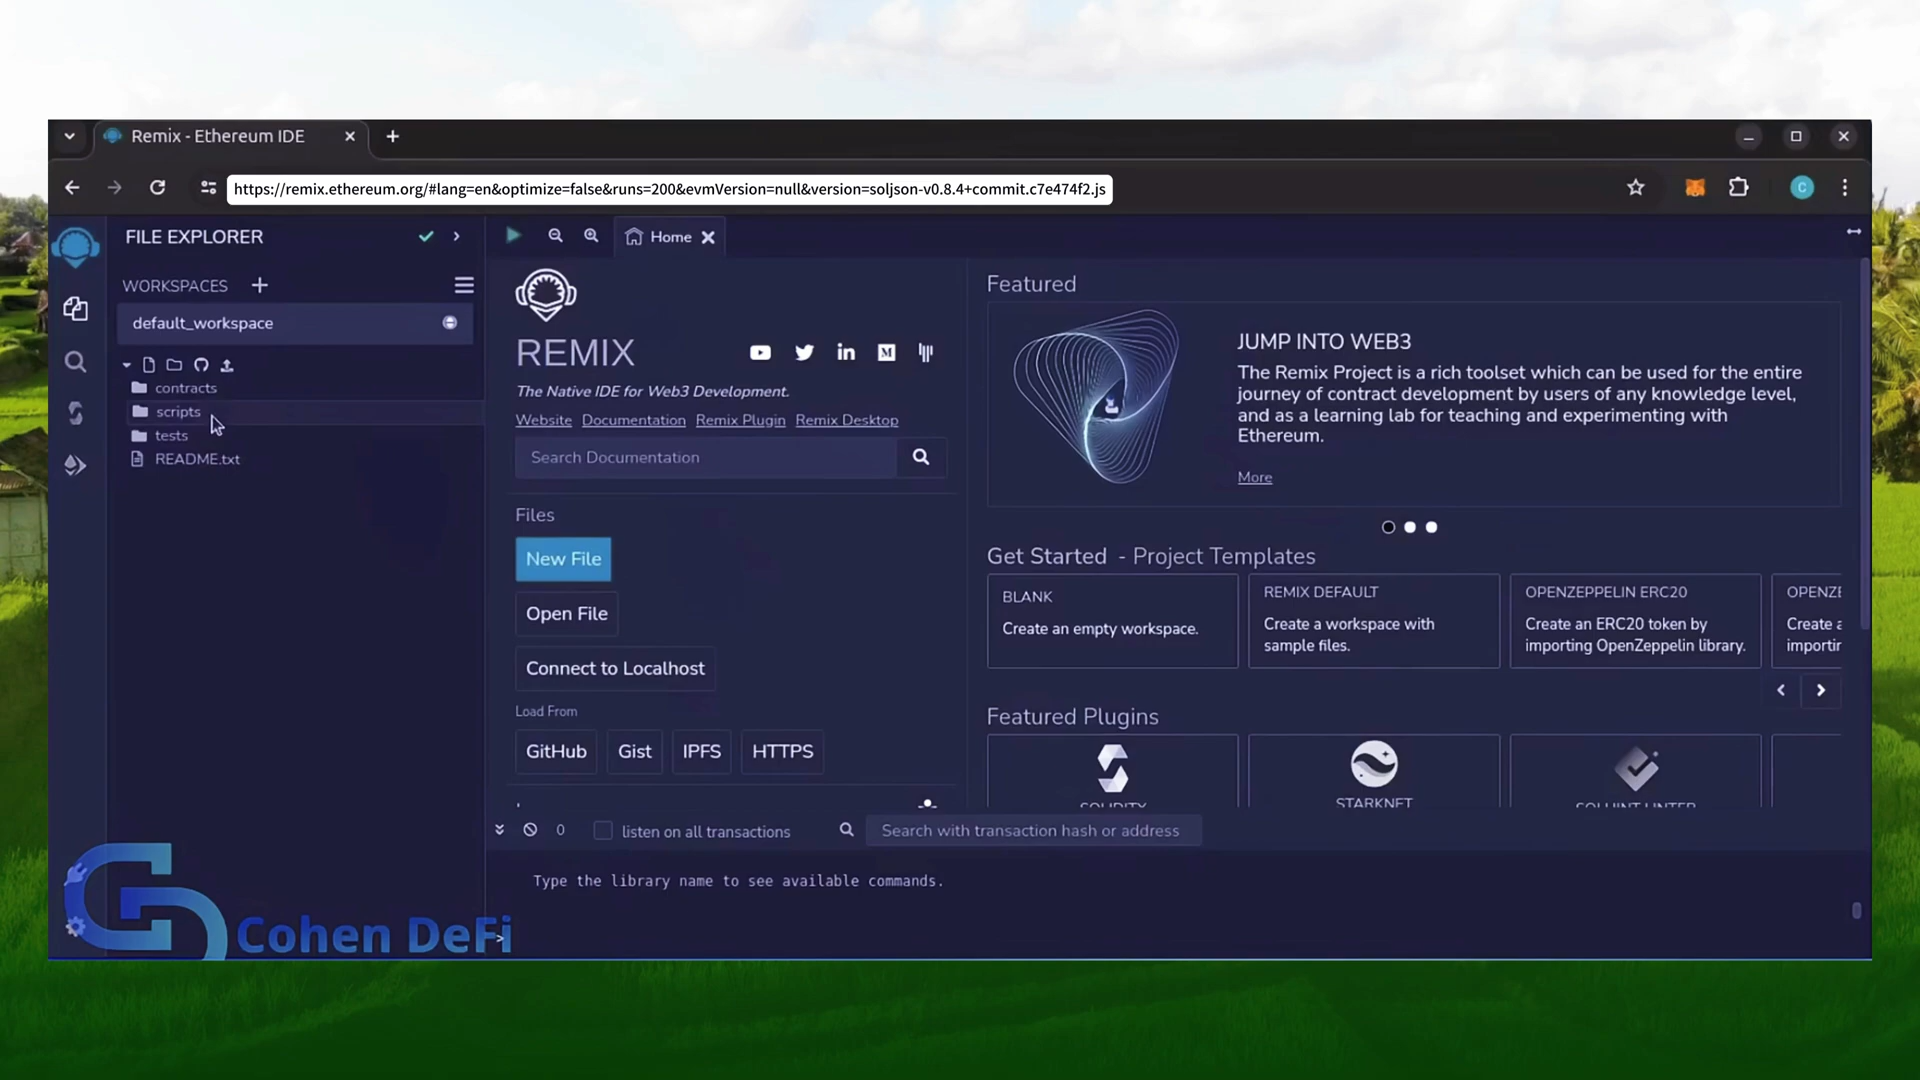 Remix - Ethereum IDE
https://remix.ethereum.org/#lang=en&optimize=false&runs=200&evmVersion=null&version=soljson-v0.8.4+commit.c7e474f2.js
C
FILE EXPLORER
Home
WORKSPACES
default_workspace
contracts
scripts
tests
README.txt
REMIX
The Native IDE for Web3 Development.
Website Documentation Remix Plugin Remix Desktop
Search Documentation
Files
New File
Open File
Connect to Localhost
Load From
GitHub Gist IPFS HTTPS
Featured
JUMP INTO WEB3
The Remix Project is a rich toolset which can be used for the entire
journey of contract development by users of any knowledge level,
and as a learning lab for teaching and experimenting with
Ethereum.
More
Get Started - Project Templates
BLANK
Create an empty workspace.
REMIX DEFAULT
Create a workspace with
sample files.
OPENZEPPELIN ERC20
Create an ERC20 token by
importing OpenZeppelin library.
Featured Plugins
SOLIDITY
STARKNET
SOLHINT LINTER
0 listen on all transactions
Search with transaction hash or address
Type the library name to see available commands.
>
Cohen DeFi